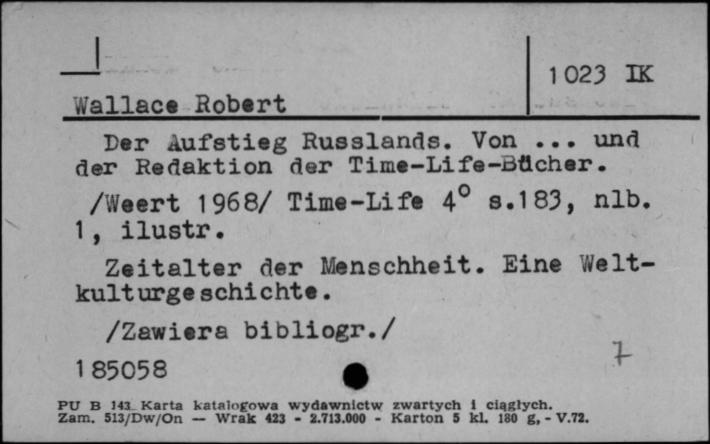 1023 IK
Wallace Robert
Der Aufstieg Russlands. Von ... und
der Redaktion der Time-Life-Bücher.
/Weert 1968/ Time-Life 4° s.183, nlb.
1, ilustr.
Zeitalter der Menschheit. Eine Welt-
kulturgeschichte.
/Zawiera bibliogr./
7
185058
PU B 143 Karta katalogowa wydawnictw zwartych i ciągłych.
Zam. 513/Dw/On — Wrak 423 - 2.713.000 - Karton 5 kl. 180 g, - V.72.